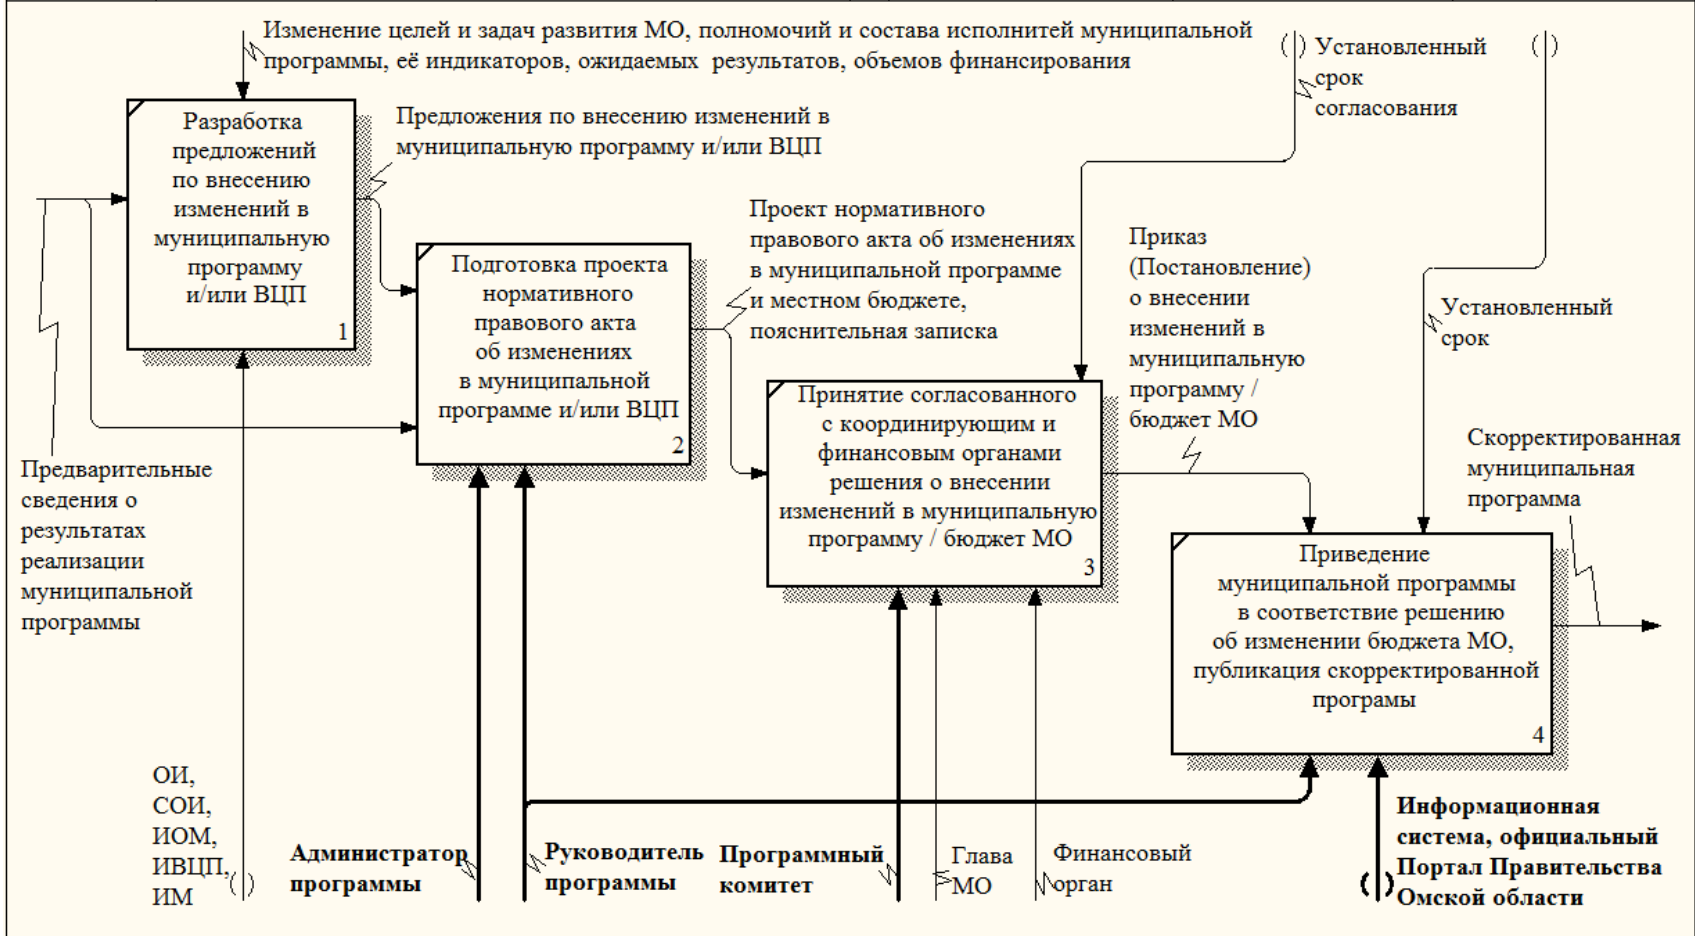 Изменение целей и задач развития МО, полномочий и состава исполнитей муниципальной
программы, её индикаторов, ожидаемых результатов, объемов финансирования
Установленный
срок
согласования
Разработка
предложений
по внесению
изменений в
муниципальную
программу
и/или ВЦП
1
Предложения по внесению изменений в
муниципальную программу и/или ВЦП
Подготовка проекта
нормативного
правового акта
об изменениях
в муниципальной
программе и/или ВЦП
2
Проект нормативного
правового акта об изменениях
в муниципальной программе
и местном бюджете,
пояснительная записка
Приказ
(Постановление)
о внесении
изменений в
муниципальную
программу /
бюджет МО
Установленный
срок
Принятие согласованного
с координирующим и
финансовым органами
решения о внесении
изменений в муниципальную
программу / бюджет МО
3
Скорректированная
муниципальная
программа
Предварительные
сведения о
результатах
реализации
муниципальной
программы
Приведение
муниципальной программы
в соответствие решению
об изменении бюджета МО,
публикация скорректированной
програмы
4
ОИ,
СОИ,
ИОМ,
ИВЦП,
ИМ
Администратор
программы
Руководитель
программы
Программный
комитет
Глава
МО
Финансовый
орган
Информационная
система, официальный
Портал Правительства
Омской области